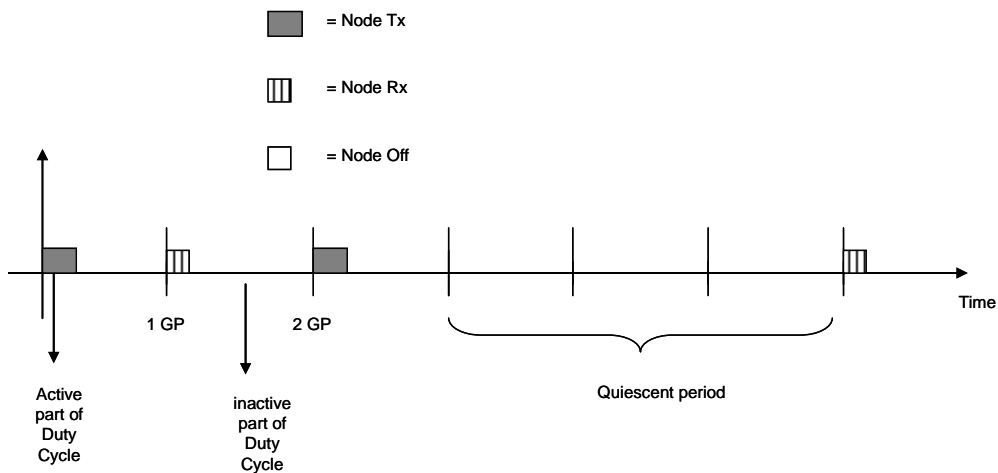 = Node Tx
= Node Rx
= Node Off
Time
1 GP
2 GP
Active
part of
Duty
Cycle
inactive
part of
Duty
Cycle
Quiescent period